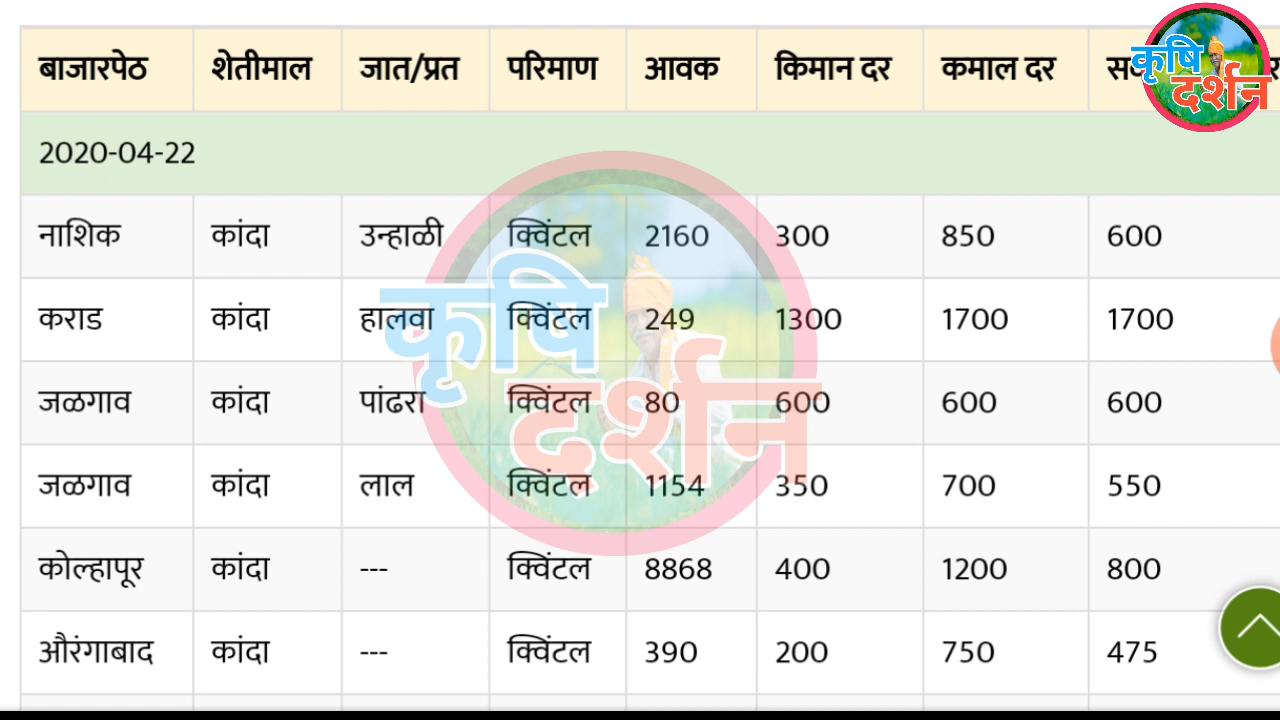 बाजारपेठ शेतीमाल जात/प्रत परिमाण आवक किमान दर कमाल दर
कृषि
दर्शन
2020-04-22
नाशिक कांदा उन्हाळी क्विंटल 2160 300 850 600
कराड कांदा हालवा क्विंटल 249 1300 1700 1700
जळगाव कांदा पांढरा क्विंटल 80 600 600 600
जळगाव कांदा लाल क्विंटल 1154 350 700 550
कोल्हापूर कांदा --- क्विंटल 8868 400 1200 800
औरंगाबाद कांदा --- क्विंटल 390 200 750 475
कृषि
दर्शन